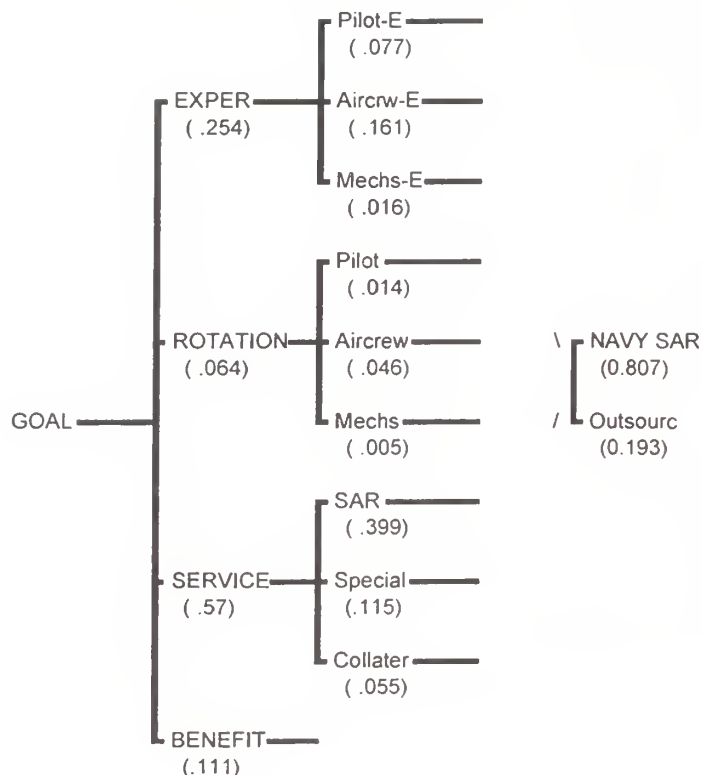 Pilot-E
( .077)
EXPER
( .254)
Aircrw-E
( .161)
Mechs-E
( .016)
Pilot
( .014)
ROTATION
( .064)
Aircrew
( .046)
\ NAVY SAR
(0.807)
GOAL
Mechs
( .005)
/ Outsourc
(0.193)
SAR
( .399)
SERVICE
( .57)
Special
(.115)
Collater
( .055)
BENEFIT
(.111)